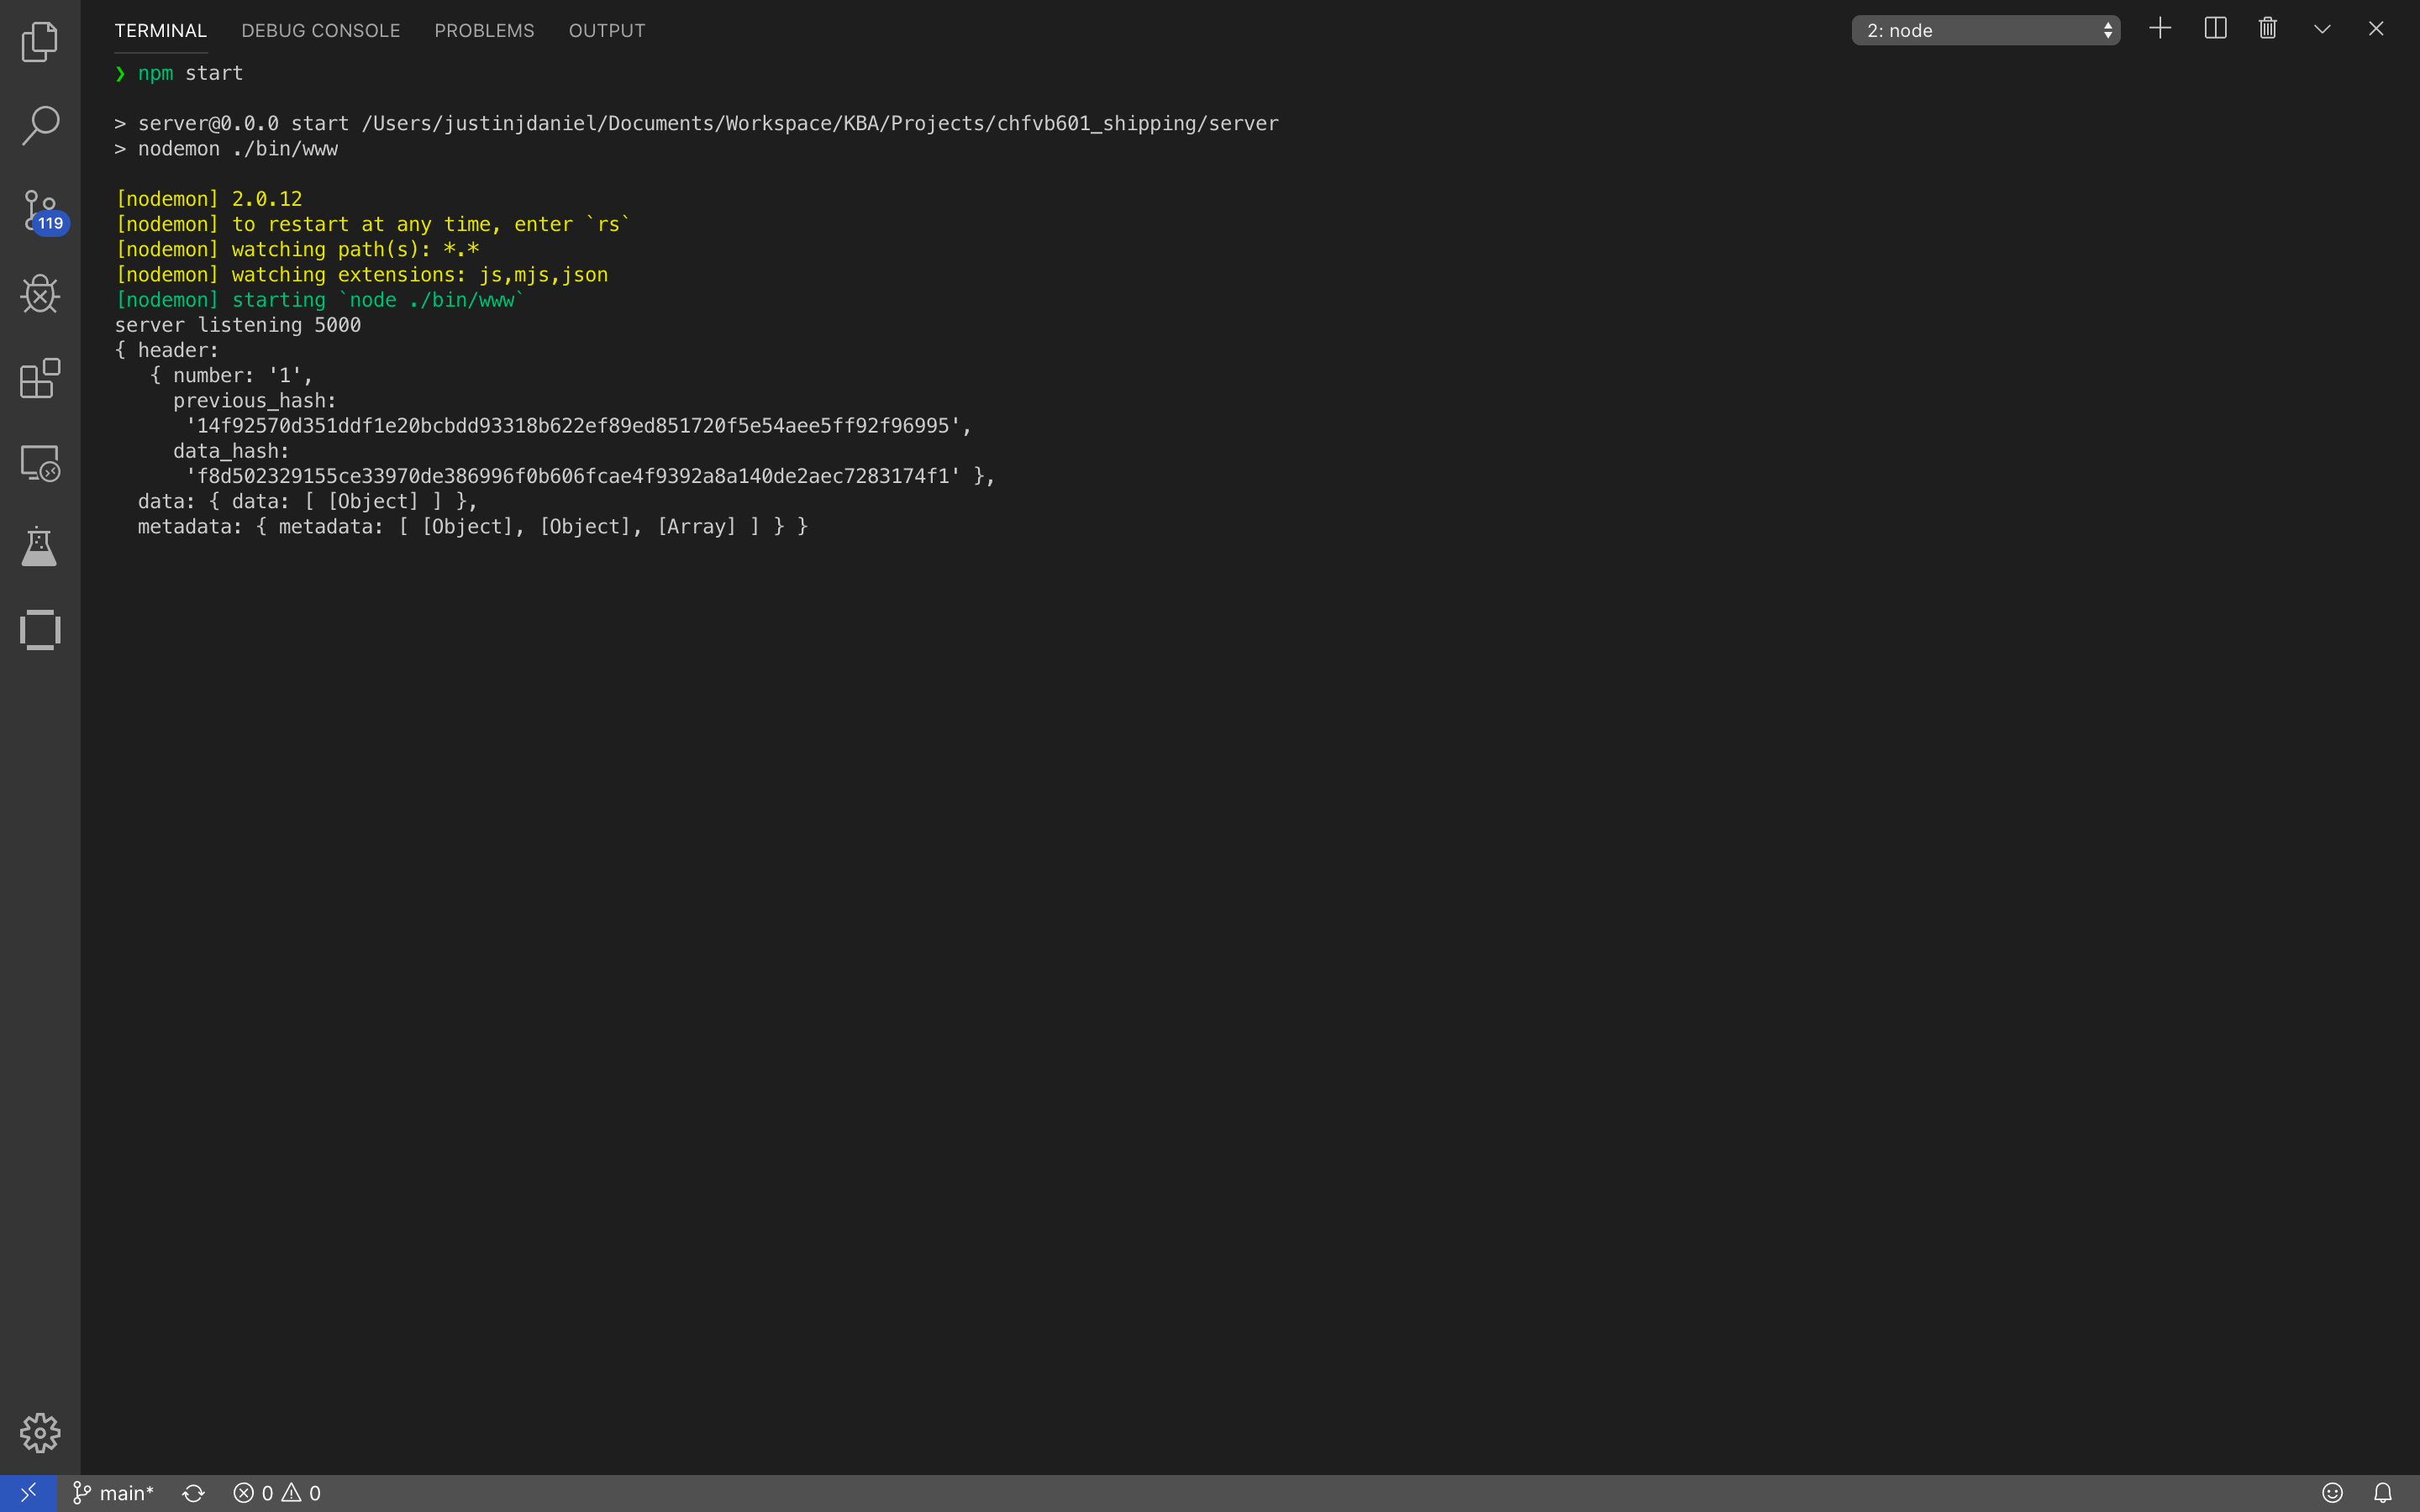 TERMINAL DEBUG CONSOLE PROBLEMS OUTPUT 2: node
❯ npm start
> server@0.0.0 start /Users/justinjdaniel/Documents/Workspace/KBA/Projects/chfvb601_shipping/server
> nodemon ./bin/www
[nodemon] 2.0.12
[nodemon] to restart at any time, enter `rs`
[nodemon] watching path(s): *.*
[nodemon] watching extensions: js,mjs,json
[nodemon] starting `node ./bin/www`
server listening 5000
{ header:
{ number: '1',
previous_hash:
'14f92570d351ddf1e20bcbdd93318b622ef89ed851720f5e54aee5ff92f96995',
data_hash:
'f8d502329155ce33970de386996f0b606fcae4f9392a8a140de2aec7283174f1' },
data: { data: [ [Object] ] },
metadata: { metadata: [ [Object], [Object], [Array] ] } }
119
main* 0 0